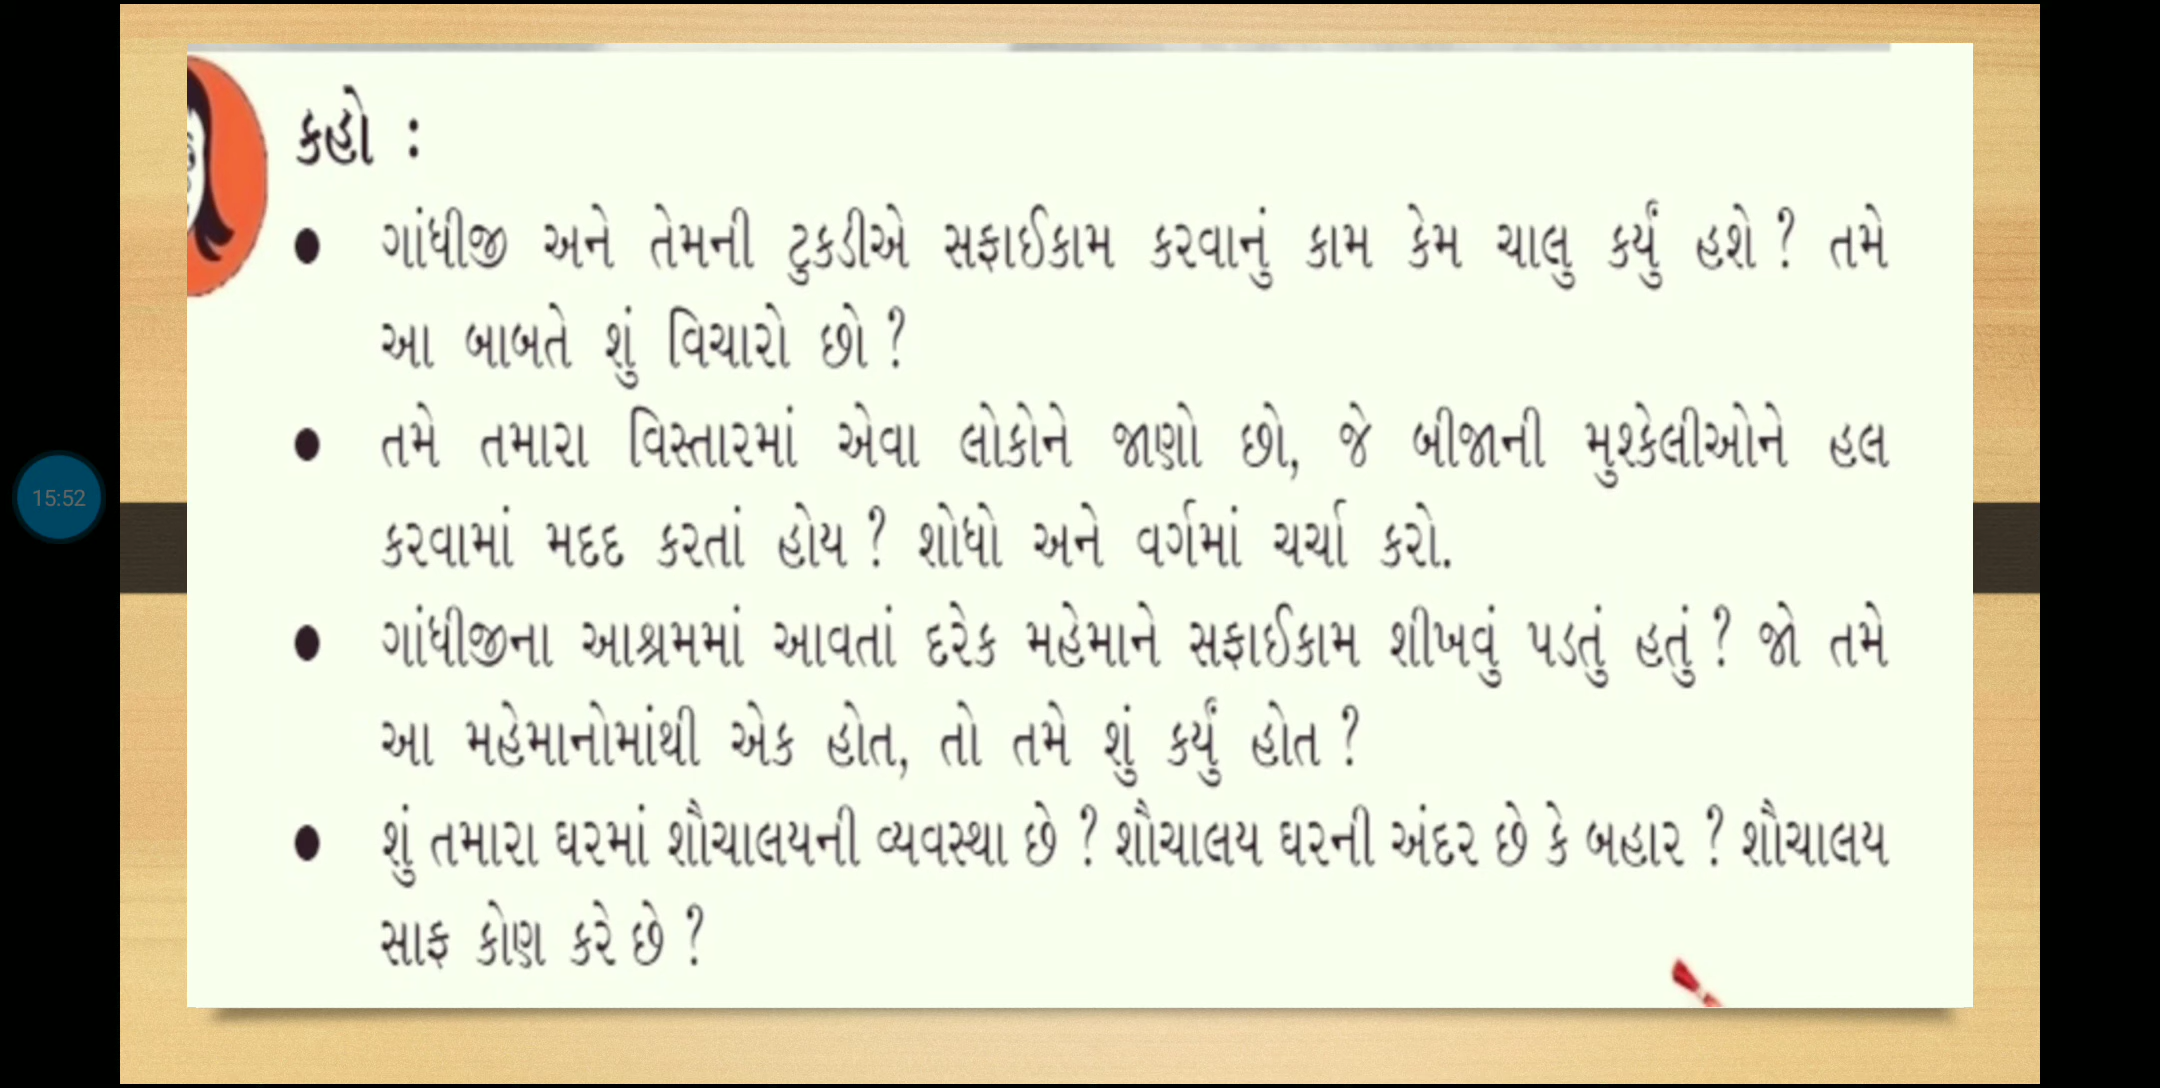 કહો :
● ગાંધીજી અને તેમની ટુકડીએ સફાઈકામ કરવાનું કામ કેમ ચાલુ કર્યું હશે ? તમે
આ બાબતે શું વિચારો છો ?
● તમે તમારા વિસ્તારમાં એવા લોકોને જાણો છો, જે બીજાની મુશ્કેલીઓને હલ
કરવામાં મદદ કરતાં હોય ? શોધો અને વર્ગમાં ચર્ચા કરો.
15:52
● ગાંધીજીના આશ્રમમાં આવતાં દરેક મહેમાને સફાઈકામ શીખવું પડતું હતું ? જો તમે
આ મહેમાનોમાંથી એક હોત, તો તમે શું કર્યું હોત ?
● શું તમારા ઘરમાં શૌચાલયની વ્યવસ્થા છે ? શૌચાલય ઘરની અંદર છે કે બહાર ? શૌચાલય
સાફ કોણ કરે છે ?